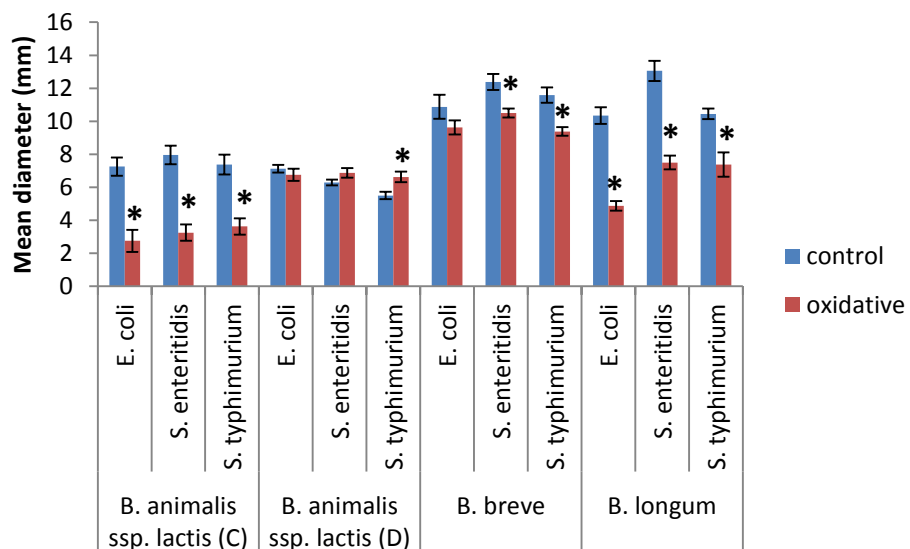 Mean diameter (mm)
16
14
12
10
8
6
4
2
0
* * * * * * * * *
control
oxidative
E. coli
S. enteritidis
S. typhimurium
E. coli
S. enteritidis
S. typhimurium
E. coli
S. enteritidis
S. typhimurium
E. coli
S. enteritidis
S. typhimurium
B. animalis
ssp. lactis (C)
B. animalis
ssp. lactis (D)
B. breve
B. longum